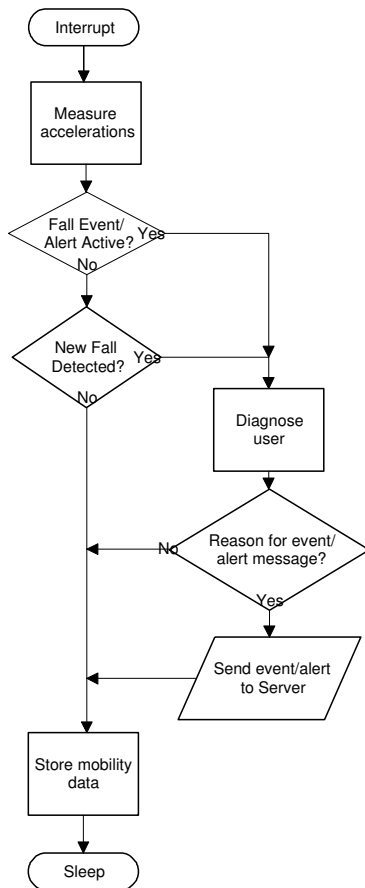 Interrupt
Measure
accelerations
Fall Event/
Alert Active?
Yes
No
New Fall
Detected?
Yes
No
Diagnose
user
Reason for event/
alert message?
No
Yes
Send event/alert
to Server
Store mobility
data
Sleep